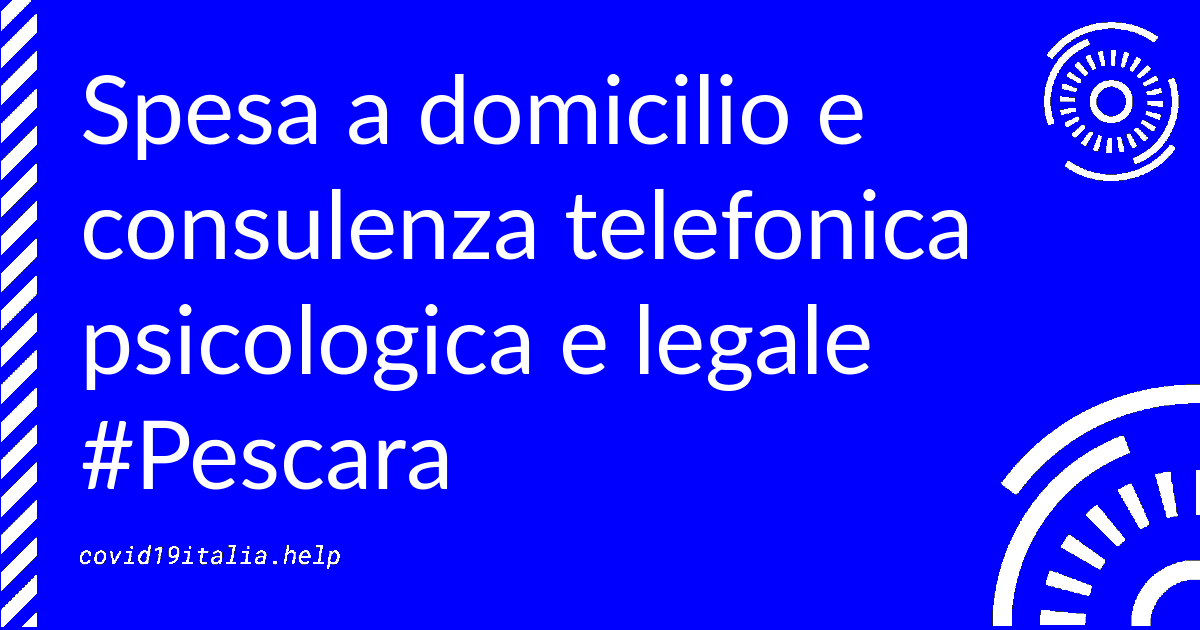 Spesa a domicilio e
consulenza telefonica
psicologica e legale
#Pescara
covid19italia.help